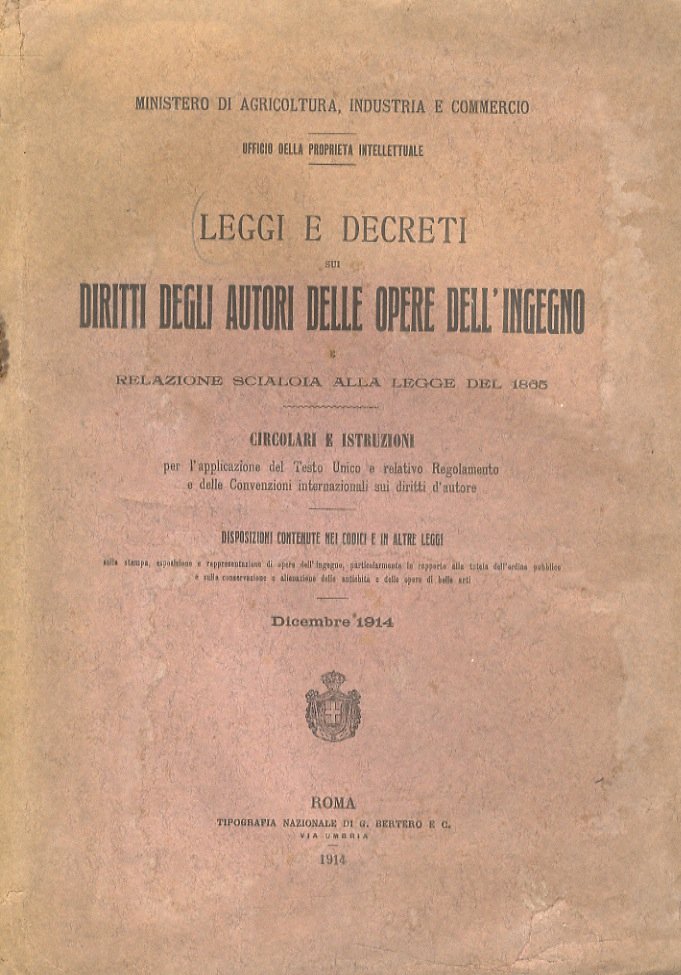 MINISTERO DI AGRICOLTURA, INDUSTRIA E COMMERCIO
UFFICIO DELLA PROPRIETA INTELLETTUALE
LEGGI E DECRETI
SUI
DIRITTI DEGLI AUTORI DELLE OPERE DELL'INGEGNO
E
RELAZIONE SCIALOIA ALLA LEGGE DEL 1865
CIRCOLARI E ISTRUZIONI
per l'applicazione del Testo Unico e relativo Regolamento
e delle Convenzioni internazionali sui diritti d'autore
DISPOSIZIONI CONTENUTE NEI CODICI E IN ALTRE LEGGI
sulla stampa, esposizione e rappresentazione di opere dell'ingegno, particolarmente in rapporto alla tutela dell'ordine pubblico
e sulla conservazione e alienazione delle antichità e delle opere di belle arti
Dicembre 1914
ROMA
TIPOGRAFIA NAZIONALE DI G. BERTERO E C.
VIA UMBRIA
1914